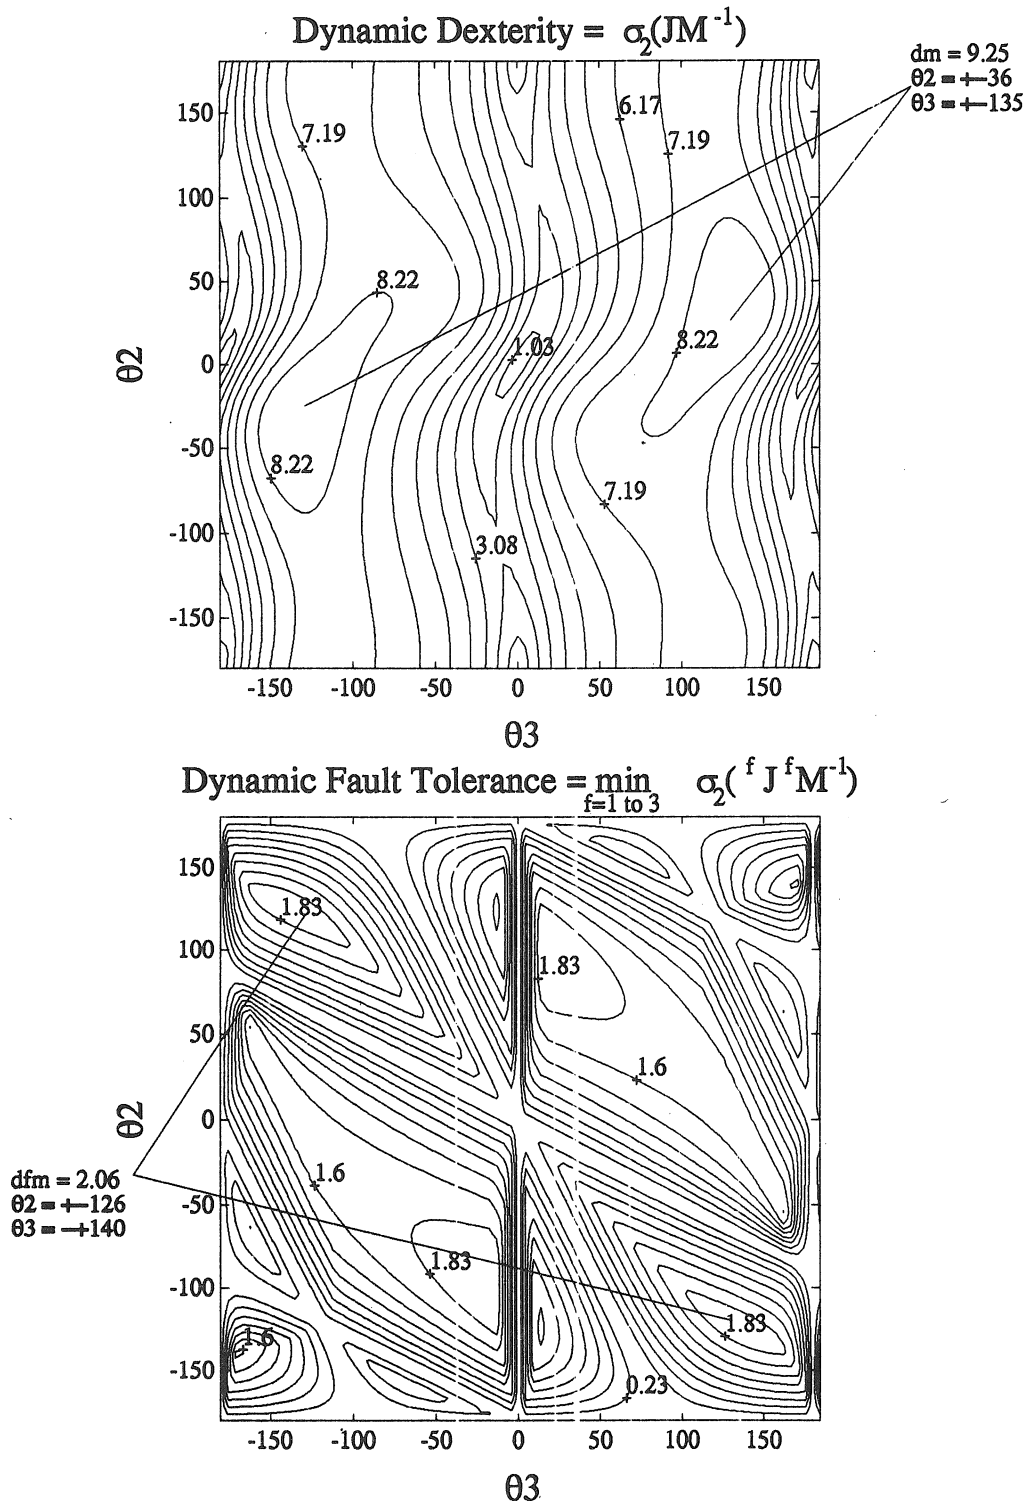 Dynamic Dexterity = σ2(JM-1)
dm = 9.25
θ2 = +-36
θ3 = +-135
150
100
50
0
-50
-100
-150
θ2
7.19
6.17
7.19
8.22
1.03
8.22
8.22
7.19
3.08
-150 -100 -50 0 50 100 150
θ3
Dynamic Fault Tolerance = min σ2( f J f M-1)
f=1 to 3
150
100
50
0
-50
-100
-150
θ2
1.83
1.83
1.6
1.6
1.83
1.83
1.6
0.23
dfm = 2.06
θ2 = +-126
θ3 = -+140
-150 -100 -50 0 50 100 150
θ3